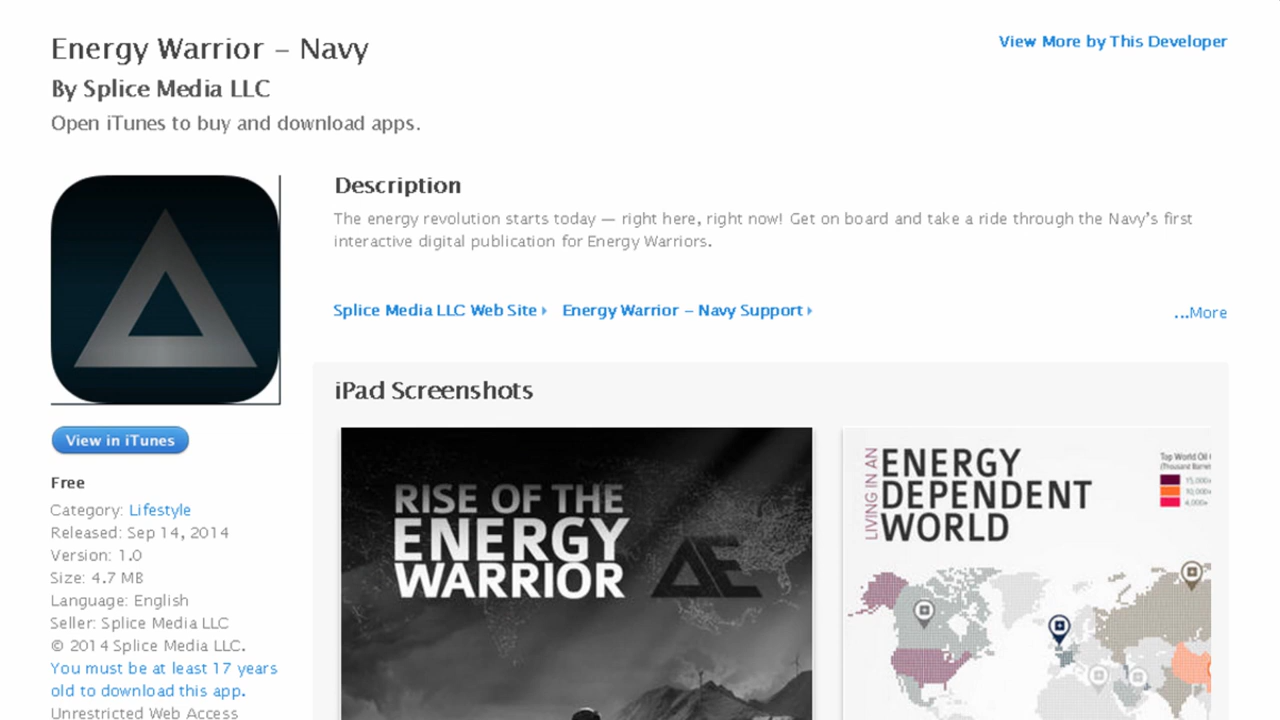 Energy Warrior – Navy
View More by This Developer
By Splice Media LLC
Open iTunes to buy and download apps.
Description
The energy revolution starts today — right here, right now! Get on board and take a ride through the Navy's first
interactive digital publication for Energy Warriors.
Splice Media LLC Web Site
Energy Warrior – Navy Support
...More
iPad Screenshots
View in iTunes
Free
Category: Lifestyle
Released: Sep 14, 2014
Version: 1.0
Size: 4.7 MB
Language: English
Seller: Splice Media LLC
© 2014 Splice Media LLC.
You must be at least 17 years
old to download this app.
Unrestricted Web Access
RISE OF THE
ENERGY
WARRIOR
LIVING IN AN
ENERGY
DEPENDENT
WORLD
Top World Oil
(Thousand
15,000+
10,000+